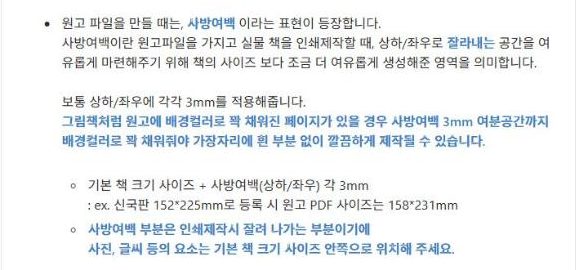 • 원고 파일을 만들 때는, 사방여백 이라는 표현이 등장합니다.
사방여백이란 원고파일을 가지고 실물 책을 인쇄제작할 때, 상하/좌우로 잘라내는 공간을 여
유롭게 마련해주기 위해 책의 사이즈 보다 조금 더 여유롭게 생성해준 영역을 의미합니다.
보통 상하/좌우에 각각 3mm를 적용해줍니다.
그림책처럼 원고에 배경컬러로 꽉 채워진 페이지가 있을 경우 사방여백 3mm 여분공간까지
배경컬러로 꽉 채워줘야 가장자리에 흰 부분 없이 깔끔하게 제작될 수 있습니다.
◦ 기본 책 크기 사이즈 + 사방여백(상하/좌우) 각 3mm
: ex. 신국판 152*225mm로 등록 시 원고 PDF 사이즈는 158*231mm
◦ 사방여백 부분은 인쇄제작시 잘려 나가는 부분이기에
사진, 글씨 등의 요소는 기본 책 크기 사이즈 안쪽으로 위치해 주세요.